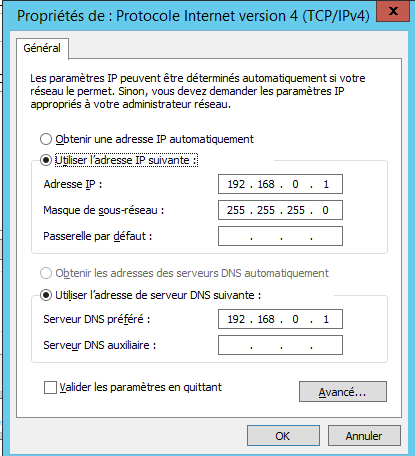 Propriétés de : Protocole Internet version 4 (TCP/IPv4)
x
Général
Les paramètres IP peuvent être déterminés automatiquement si votre
réseau le permet. Sinon, vous devez demander les paramètres IP
appropriés à votre administrateur réseau.
Obtenir une adresse IP automatiquement
Utiliser l'adresse IP suivante :
Adresse IP : 192 . 168 . 0 . 1
Masque de sous-réseau : 255 . 255 . 255 . 0
Passerelle par défaut : . . .
Obtenir les adresses des serveurs DNS automatiquement
Utiliser l'adresse de serveur DNS suivante :
Serveur DNS préféré : 192 . 168 . 0 . 1
Serveur DNS auxiliaire : . . .
Valider les paramètres en quittant
Avancé...
OK Annuler